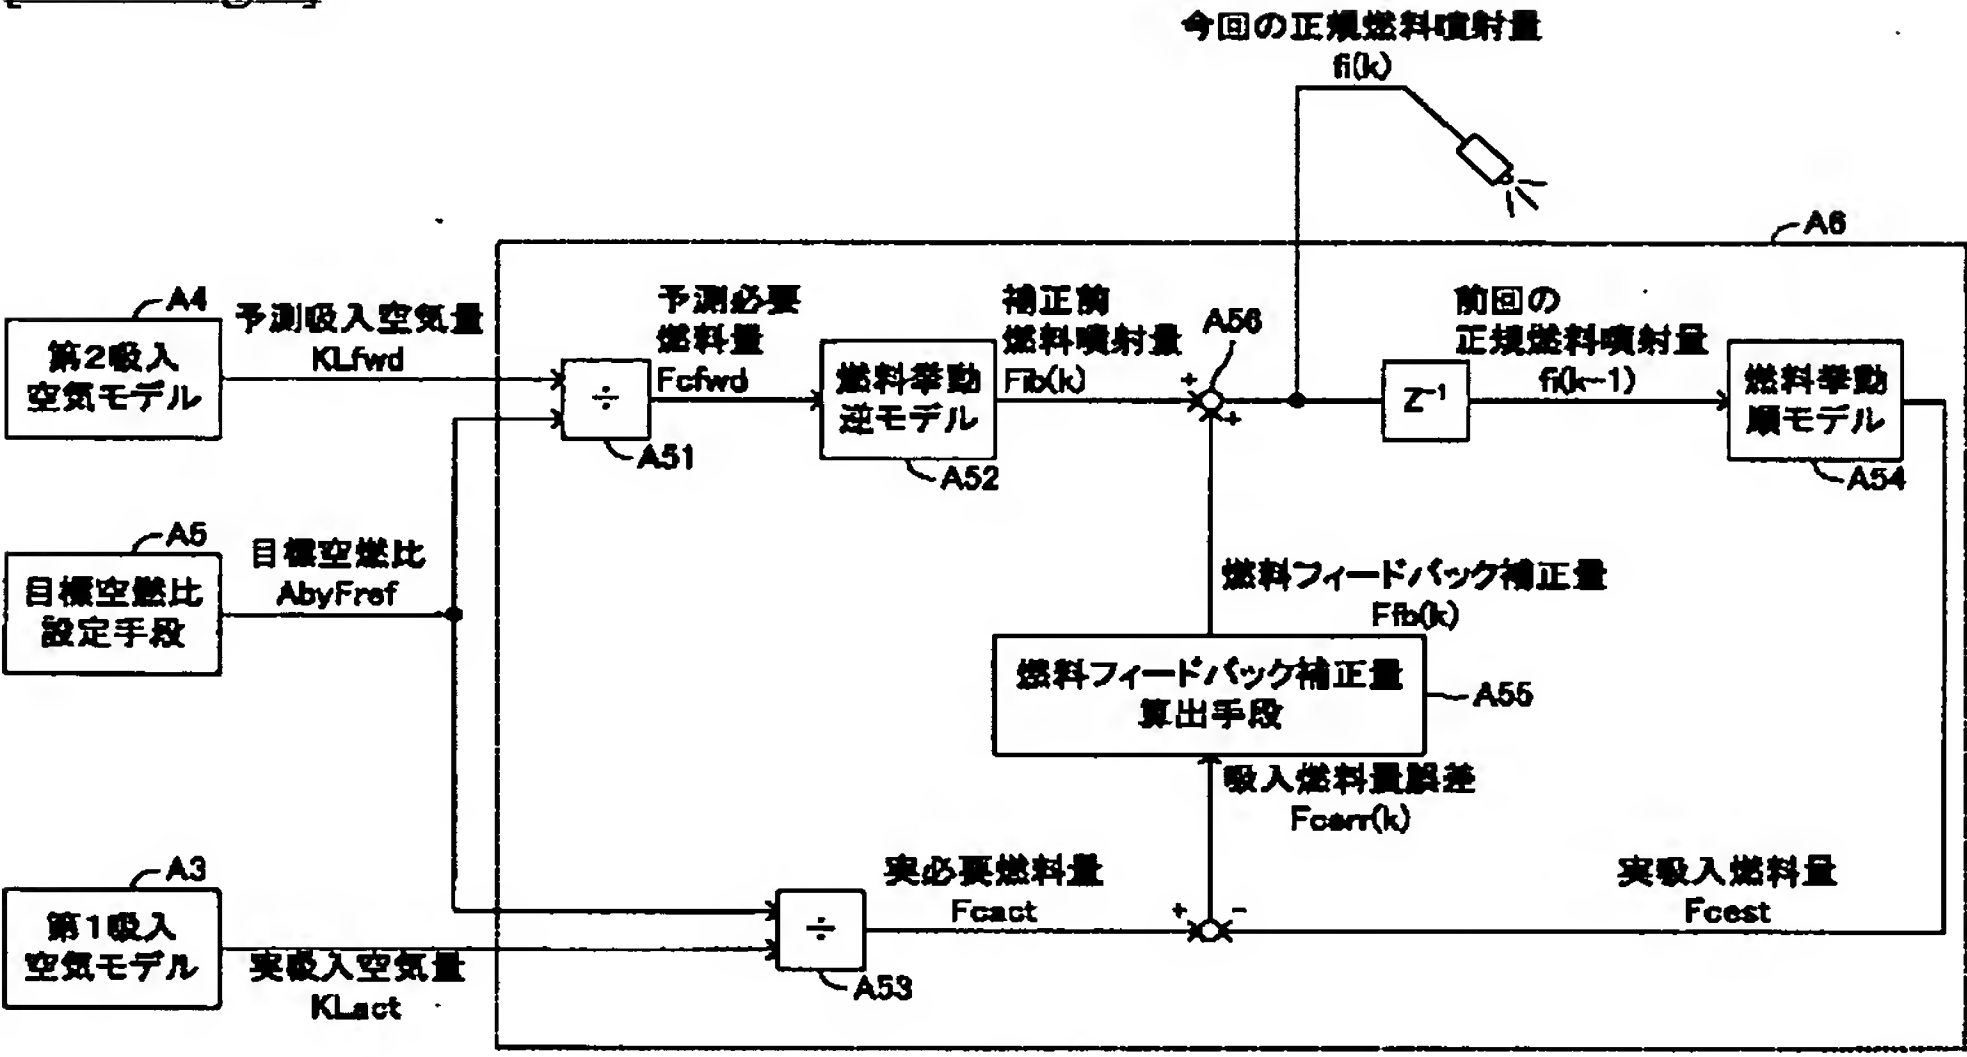 今回の正規燃料噴射量
fi(k)
A6
A4
予測吸入空気量
KLfwd
第2吸入
空気モデル
÷
A51
予測必要
燃料量
Fcfwd
燃料挙動
逆モデル
A52
補正前
燃料噴射量
Fib(k)
A56
+
+
Z⁻¹
前回の
正規燃料噴射量
fi(k-1)
燃料挙動
順モデル
A54
A5
目標空燃比
AbyFref
目標空燃比
設定手段
燃料フィードバック補正量
Ffb(k)
燃料フィードバック補正量
算出手段
A55
吸入燃料量誤差
Fcerr(k)
A3
第1吸入
空気モデル
実吸入空気量
KLact
÷
A53
実必要燃料量
Fcact
+
-
実吸入燃料量
Fcest